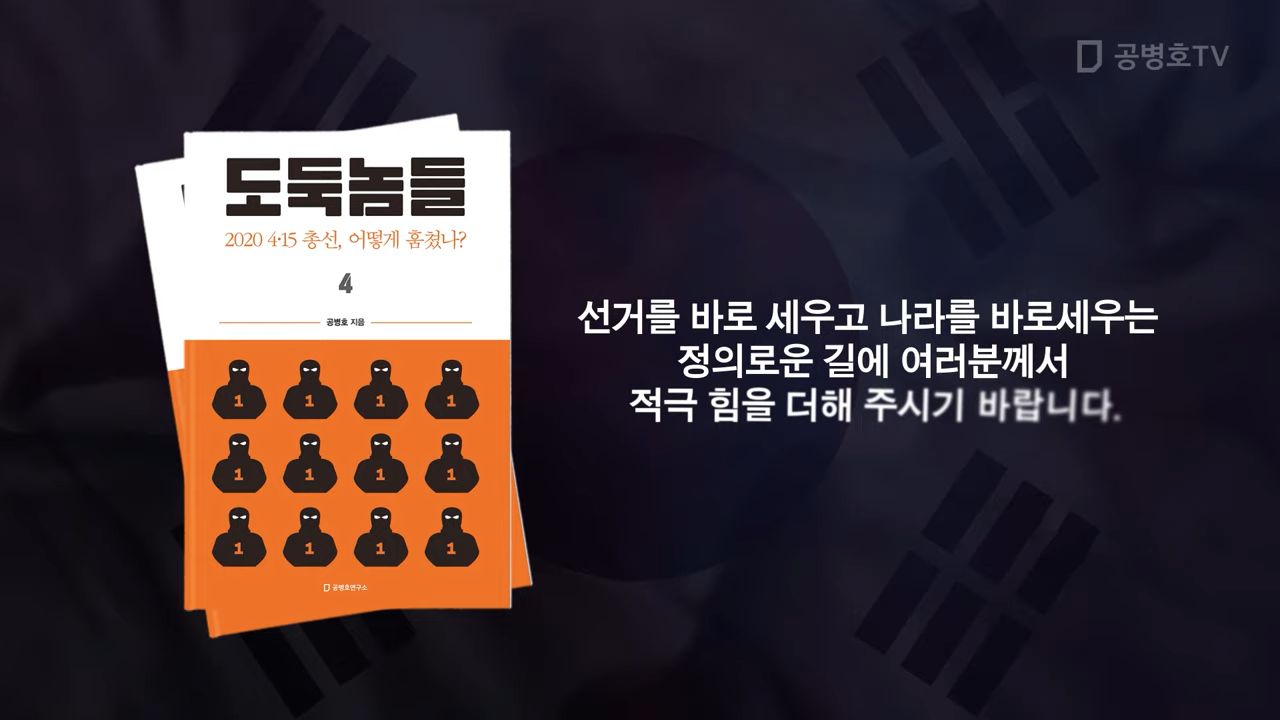 공병호TV
도둑놈들
2020 4·15 총선, 어떻게 훔쳤나?
4
공병호 지음
1 1 1 1
1 1 1 1
1 1 1 1
공병호연구소
선거를 바로 세우고 나라를 바로세우는
정의로운 길에 여러분께서
적극 힘을 더해 주시기 바랍니다.